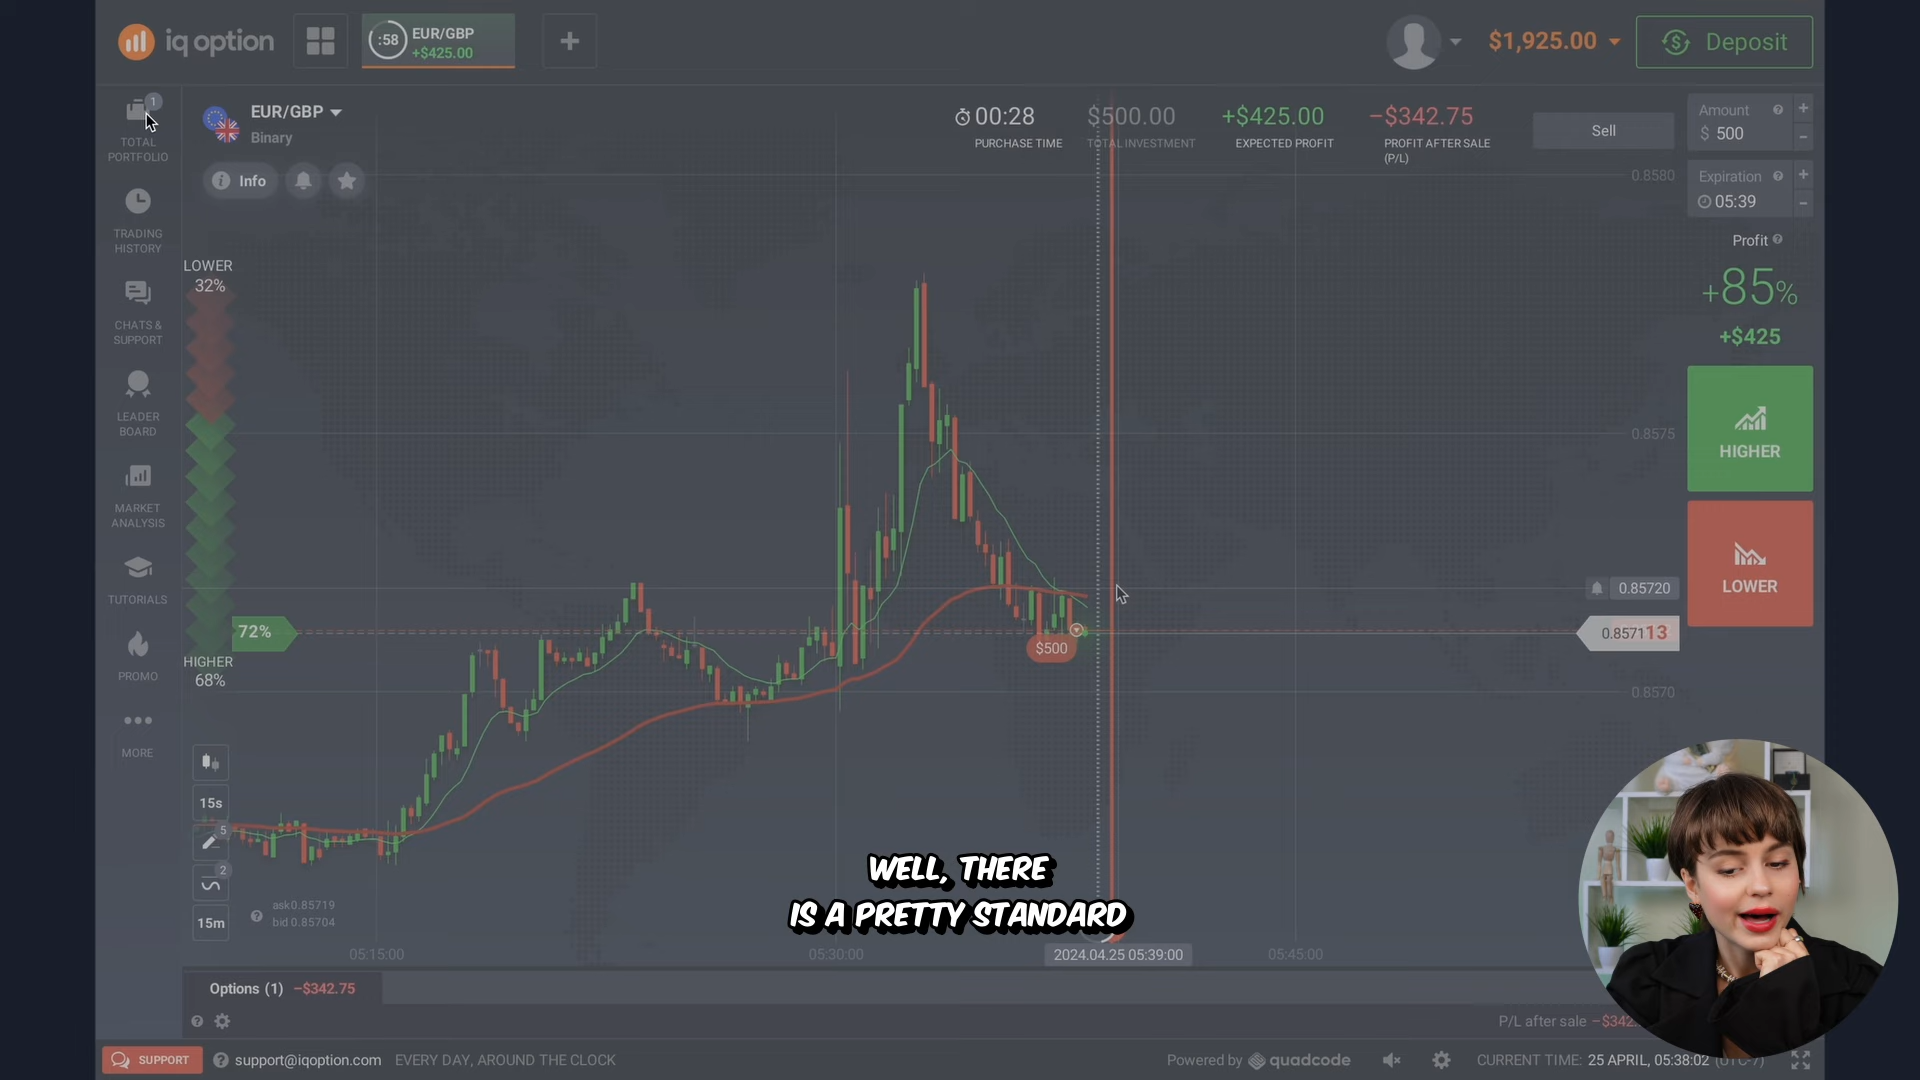 iq option
:58
EUR/GBP
+$425.00
$1,925.00
Deposit
1
TOTAL
PORTFOLIO
TRADING
HISTORY
CHATS &
SUPPORT
LEADER
BOARD
MARKET
ANALYSIS
TUTORIALS
PROMO
MORE
EUR/GBP
Binary
Info
00:28
PURCHASE TIME
$500.00
TOTAL INVESTMENT
+$425.00
EXPECTED PROFIT
−$342.75
PROFIT AFTER SALE
(P/L)
Sell
Amount
$ 500
Expiration
05:39
Profit
+85%
+$425
HIGHER
LOWER
LOWER
32%
72%
HIGHER
68%
0.8580
0.8575
0.85720
0.857113
0.8570
$500
15s
5
2
15m
ask0.85719
bid 0.85704
WELL, THERE
IS A PRETTY STANDARD
05:15:00
05:30:00
2024.04.25 05:39:00
05:45:00
Options (1) −$342.75
P/L after sale −$342.
SUPPORT
support@iqoption.com
EVERY DAY, AROUND THE CLOCK
Powered by quadcode
CURRENT TIME: 25 APRIL, 05:38:02 (UTC-7)